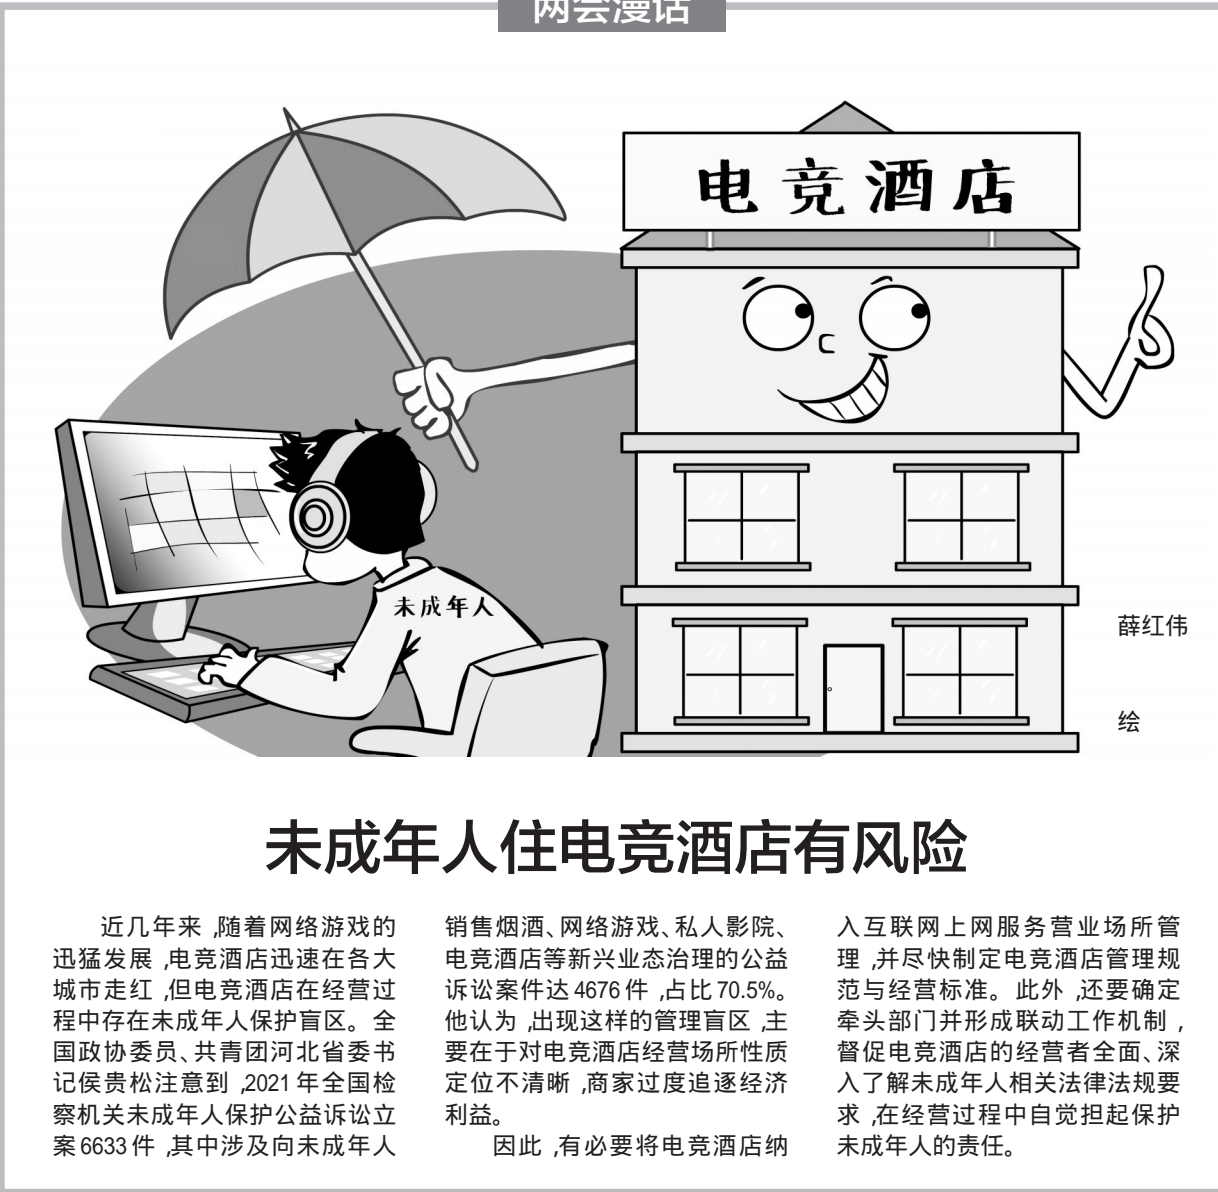 两会漫话
电竞酒店
未成年人
薛红伟
绘
未成年人住电竞酒店有风险
近几年来,随着网络游戏的
迅猛发展,电竞酒店迅速在各大
城市走红,但电竞酒店在经营过
程中存在未成年人保护盲区。全
国政协委员、共青团河北省委书
记侯贵松注意到,2021年全国检
察机关未成年人保护公益诉讼立
案6633件,其中涉及向未成年人
销售烟酒、网络游戏、私人影院、
电竞酒店等新兴业态治理的公益
诉讼案件达4676件,占比70.5%。
他认为,出现这样的管理盲区,主
要在于对电竞酒店经营场所性质
定位不清晰,商家过度追逐经济
利益。
因此,有必要将电竞酒店纳
入互联网上网服务营业场所管
理,并尽快制定电竞酒店管理规
范与经营标准。此外,还要确定
牵头部门并形成联动工作机制,
督促电竞酒店的经营者全面、深
入了解未成年人相关法律法规要
求,在经营过程中自觉担起保护
未成年人的责任。